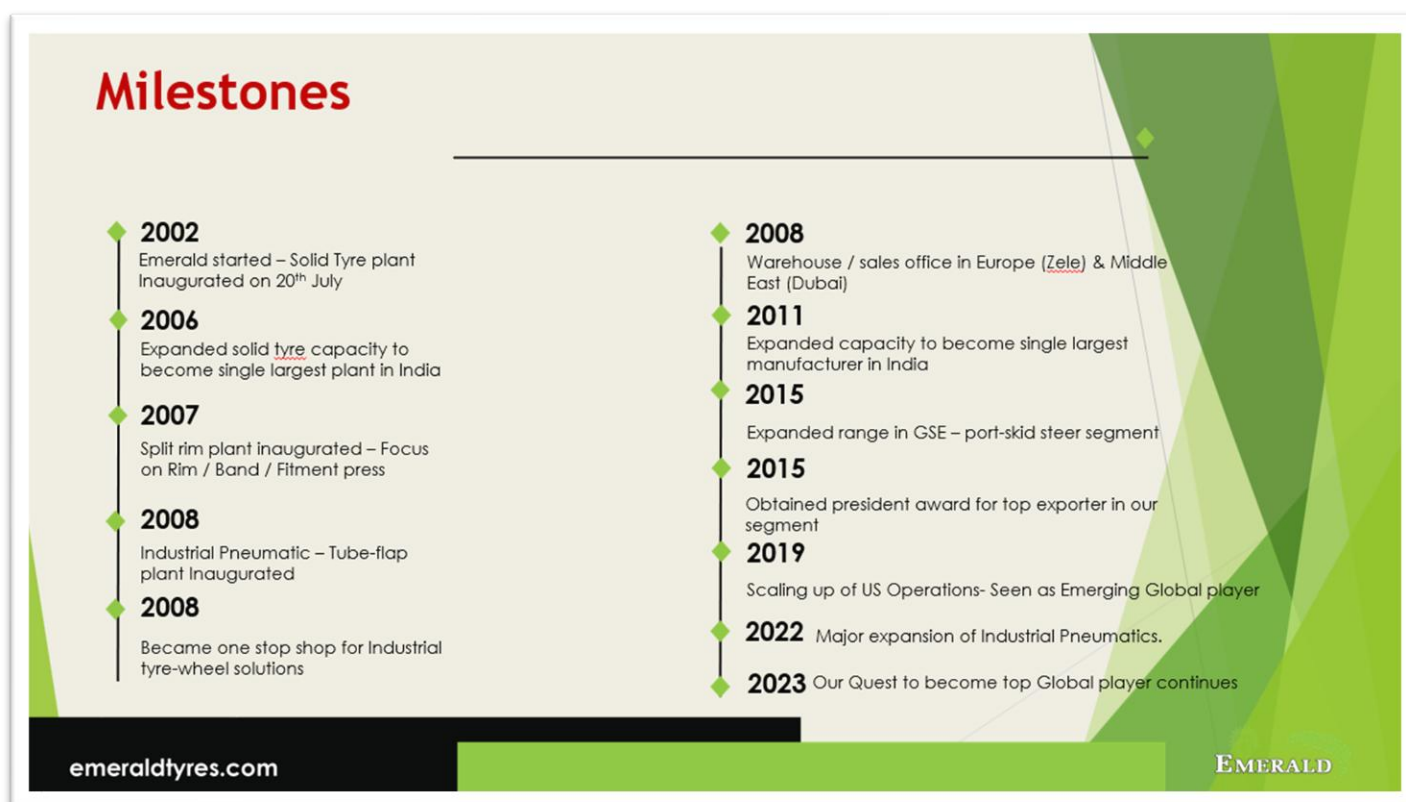 Milestones
2002
Emerald started – Solid Tyre plant
Inaugurated on 20th July
2006
Expanded solid tyre capacity to
become single largest plant in India
2007
Split rim plant inaugurated – Focus
on Rim / Band / Fitment press
2008
Industrial Pneumatic – Tube-flap
plant Inaugurated
2008
Became one stop shop for Industrial
tyre-wheel solutions
2008
Warehouse / sales office in Europe (Zele) & Middle
East (Dubai)
2011
Expanded capacity to become single largest
manufacturer in India
2015
Expanded range in GSE – port-skid steer segment
2015
Obtained president award for top exporter in our
segment
2019
Scaling up of US Operations- Seen as Emerging Global player
2022 Major expansion of Industrial Pneumatics.
2023 Our Quest to become top Global player continues
emeraldtyres.com
EMERALD